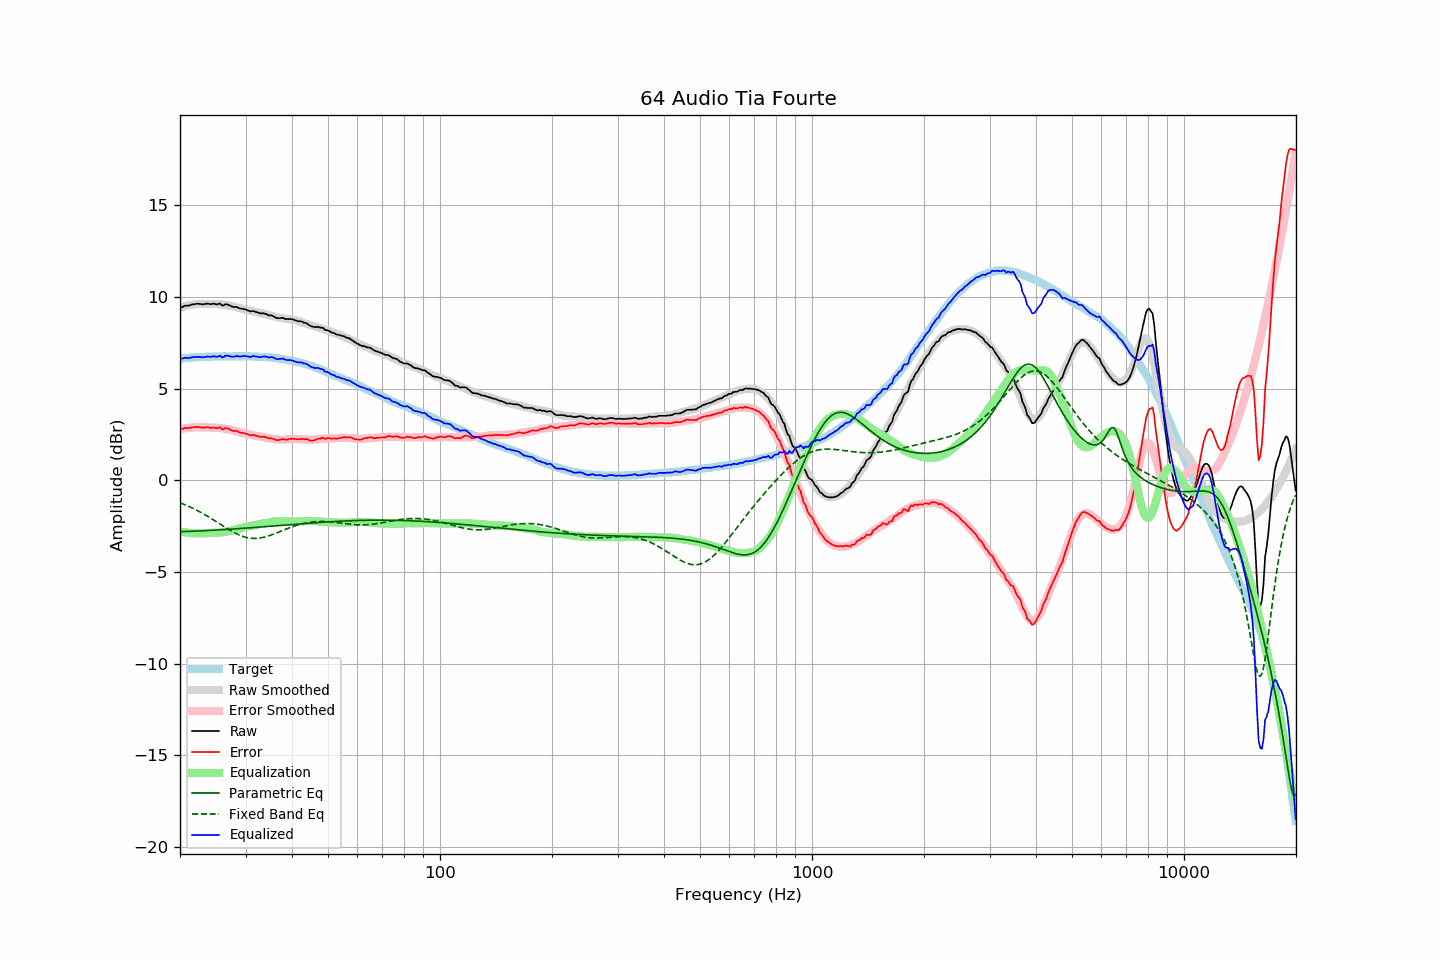 64 Audio Tia Fourte
Amplitude (dBr)
15
10
5
0
−5
−10
−15
−20
Target
Raw Smoothed
Error Smoothed
Raw
Error
Equalization
Parametric Eq
Fixed Band Eq
Equalized
100
1000
10000
Frequency (Hz)